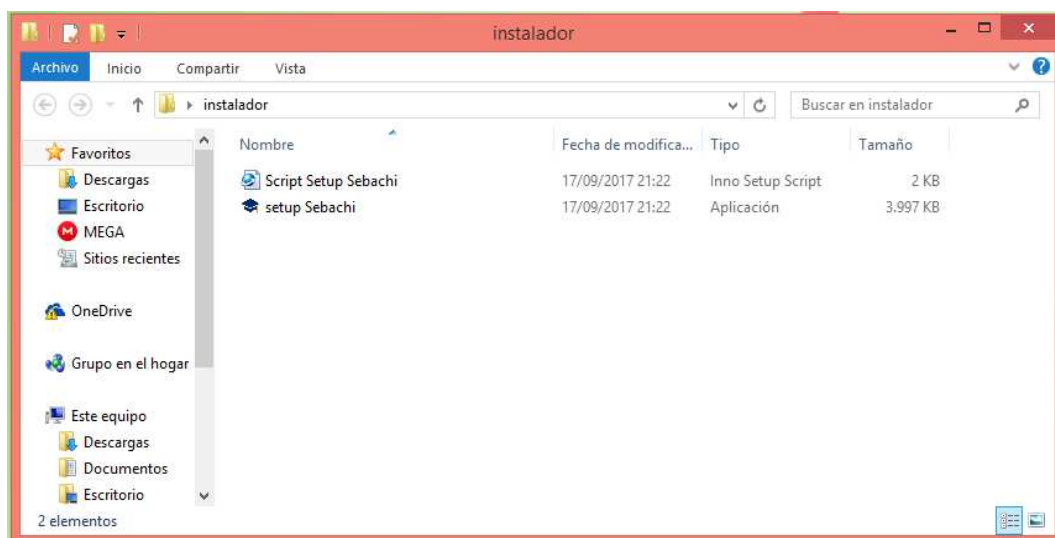 instalador
Archivo Inicio Compartir Vista
instalador Buscar en instalador
Nombre Fecha de modifica... Tipo Tamaño
Script Setup Sebachi 17/09/2017 21:22 Inno Setup Script 2 KB
setup Sebachi 17/09/2017 21:22 Aplicación 3.997 KB
Favoritos
Descargas
Escritorio
MEGA
Sitios recientes
OneDrive
Grupo en el hogar
Este equipo
Descargas
Documentos
Escritorio
2 elementos